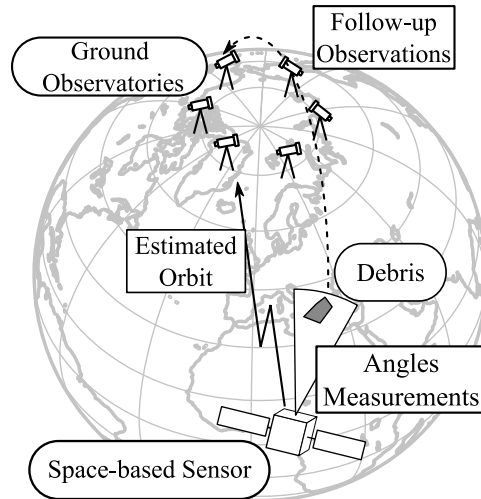 Ground
Observatories
Follow-up
Observations
Estimated
Orbit
Debris
Angles
Measurements
Space-based Sensor